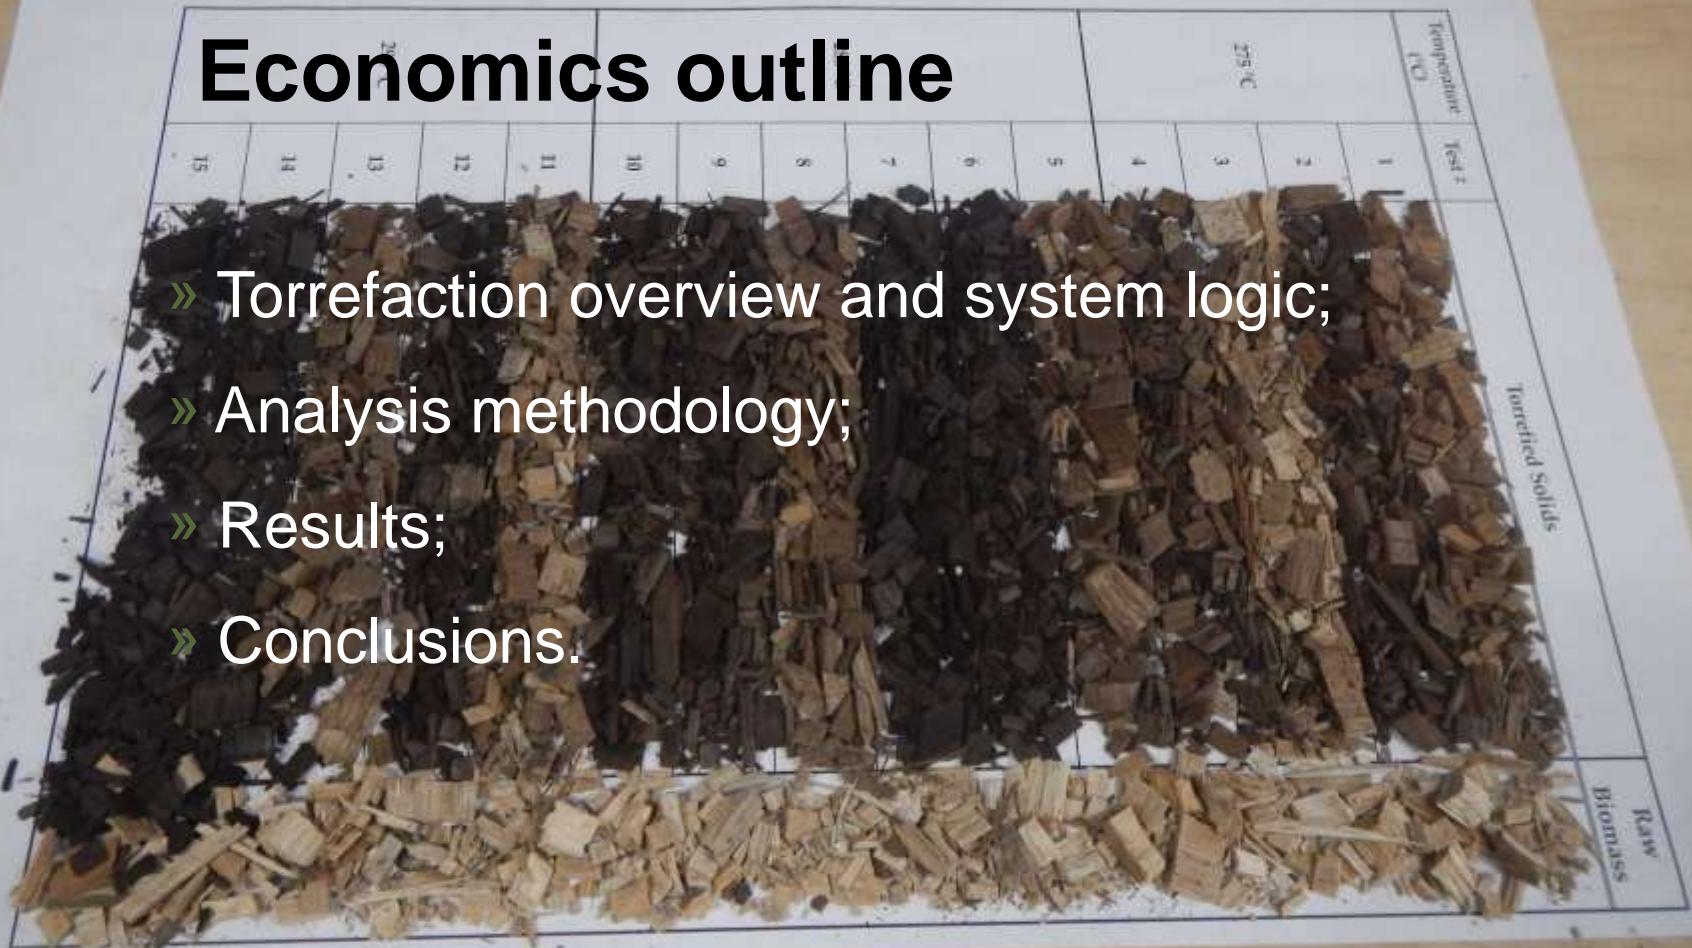 Economics outline
» Torrefaction overview and system logic;
» Analysis methodology;
» Results;
» Conclusions.
Temperature
(°C)
275 °C
Test #
1
2
3
4
5
6
7
8
9
10
11
12
13
14
15
Torrefied Solids
Raw
Biomass